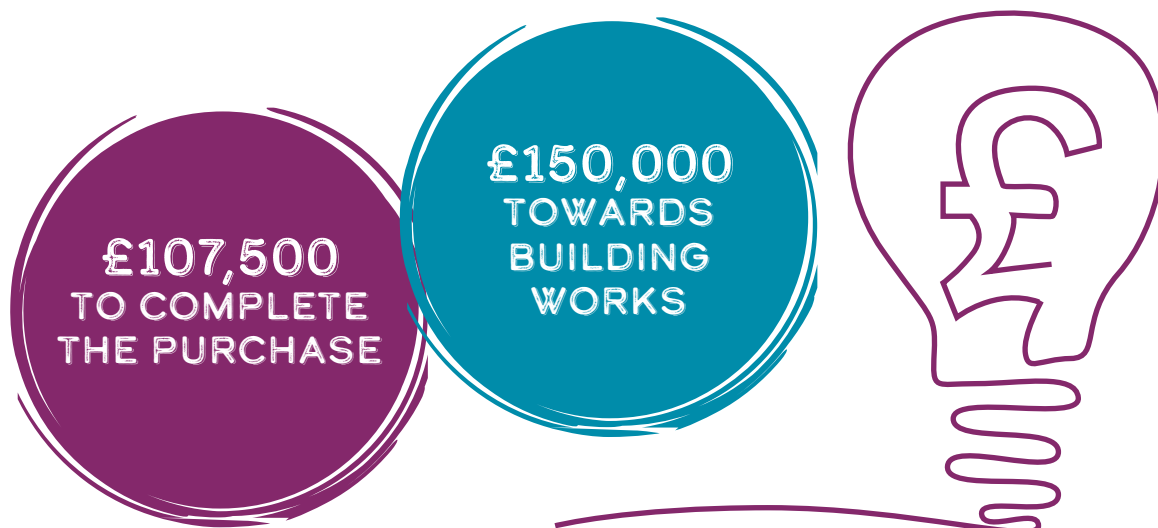 £107,500
TO COMPLETE
THE PURCHASE
£150,000
TOWARDS
BUILDING
WORKS
£